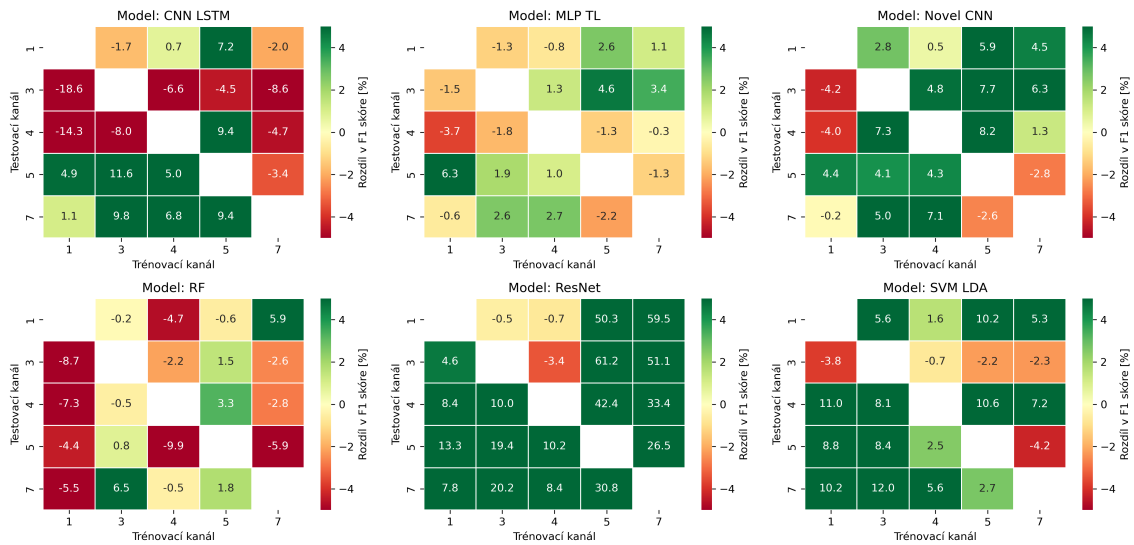 Model: CNN LSTM
Testovací kanál
1 -1.7 0.7 7.2 -2.0
3 -18.6 -6.6 -4.5 -8.6
4 -14.3 -8.0 9.4 -4.7
5 4.9 11.6 5.0 -3.4
7 1.1 9.8 6.8 9.4
1 3 4 5 7
Trénovací kanál
4
2
0
−2
−4
Rozdíl v F1 skóre [%]
Model: MLP TL
Testovací kanál
1 -1.3 -0.8 2.6 1.1
3 -1.5 1.3 4.6 3.4
4 -3.7 -1.8 -1.3 -0.3
5 6.3 1.9 1.0 -1.3
7 -0.6 2.6 2.7 -2.2
1 3 4 5 7
Trénovací kanál
4
2
0
−2
−4
Rozdíl v F1 skóre [%]
Model: Novel CNN
Testovací kanál
1 2.8 0.5 5.9 4.5
3 -4.2 4.8 7.7 6.3
4 -4.0 7.3 8.2 1.3
5 4.4 4.1 4.3 -2.8
7 -0.2 5.0 7.1 -2.6
1 3 4 5 7
Trénovací kanál
4
2
0
−2
−4
Rozdíl v F1 skóre [%]
Model: RF
Testovací kanál
1 -0.2 -4.7 -0.6 5.9
3 -8.7 -2.2 1.5 -2.6
4 -7.3 -0.5 3.3 -2.8
5 -4.4 0.8 -9.9 -5.9
7 -5.5 6.5 -0.5 1.8
1 3 4 5 7
Trénovací kanál
4
2
0
−2
−4
Rozdíl v F1 skóre [%]
Model: ResNet
Testovací kanál
1 -0.5 -0.7 50.3 59.5
3 4.6 -3.4 61.2 51.1
4 8.4 10.0 42.4 33.4
5 13.3 19.4 10.2 26.5
7 7.8 20.2 8.4 30.8
1 3 4 5 7
Trénovací kanál
4
2
0
−2
−4
Rozdíl v F1 skóre [%]
Model: SVM LDA
Testovací kanál
1 5.6 1.6 10.2 5.3
3 -3.8 -0.7 -2.2 -2.3
4 11.0 8.1 10.6 7.2
5 8.8 8.4 2.5 -4.2
7 10.2 12.0 5.6 2.7
1 3 4 5 7
Trénovací kanál
4
2
0
−2
−4
Rozdíl v F1 skóre [%]